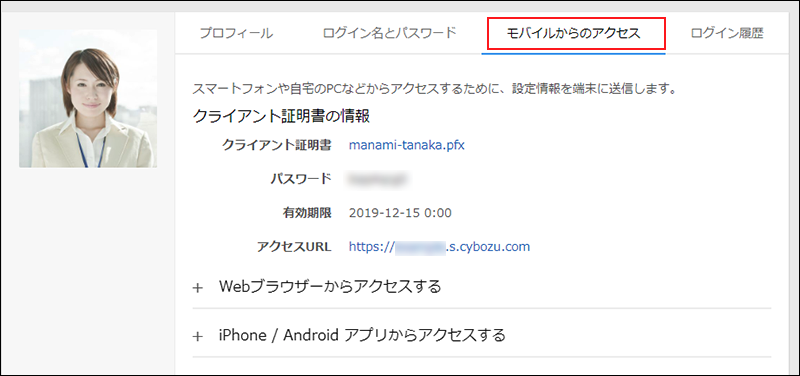 プロフィール ログイン名とパスワード モバイルからのアクセス ログイン履歴
スマートフォンや自宅のPCなどからアクセスするために、設定情報を端末に送信します。
クライアント証明書の情報
クライアント証明書 manami-tanaka.pfx
パスワード
有効期限 2019-12-15 0:00
アクセスURL https:// .s.cybozu.com
+ Webブラウザーからアクセスする
+ iPhone / Android アプリからアクセスする